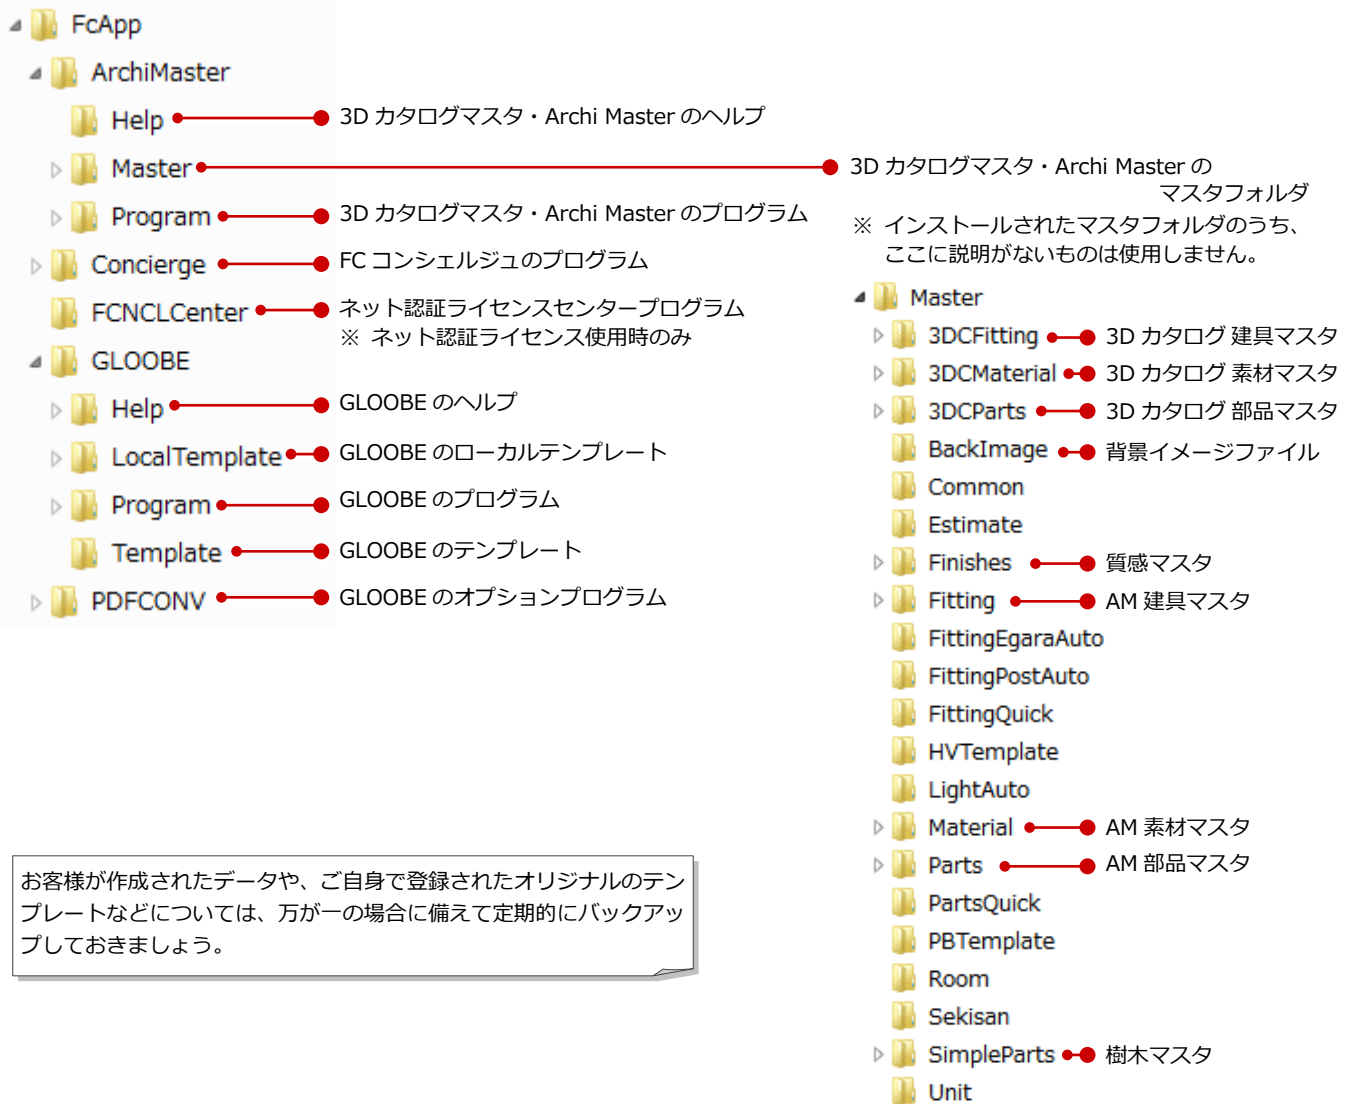 FcApp
ArchiMaster
Help
3D カタログマスタ・Archi Master のヘルプ
Master
3D カタログマスタ・Archi Master の
マスタフォルダ
※ インストールされたマスタフォルダのうち、
ここに説明がないものは使用しません。
Program
3D カタログマスタ・Archi Master のプログラム
Concierge
FC コンシェルジュのプログラム
FCNCLCenter
ネット認証ライセンスセンタープログラム
※ ネット認証ライセンス使用時のみ
GLOOBE
Help
GLOOBE のヘルプ
LocalTemplate
GLOOBE のローカルテンプレート
Program
GLOOBE のプログラム
Template
GLOOBE のテンプレート
PDFCONV
GLOOBE のオプションプログラム
Master
3DCFitting
3D カタログ 建具マスタ
3DCMaterial
3D カタログ 素材マスタ
3DCParts
3D カタログ 部品マスタ
BackImage
背景イメージファイル
Common
Estimate
Finishes
質感マスタ
Fitting
AM 建具マスタ
FittingEgaraAuto
FittingPostAuto
FittingQuick
HVTemplate
LightAuto
Material
AM 素材マスタ
Parts
AM 部品マスタ
PartsQuick
PBTemplate
Room
Sekisan
SimpleParts
樹木マスタ
Unit
お客様が作成されたデータや、ご自身で登録されたオリジナルのテン
プレートなどについては、万が一の場合に備えて定期的にバックアッ
プしておきましょう。